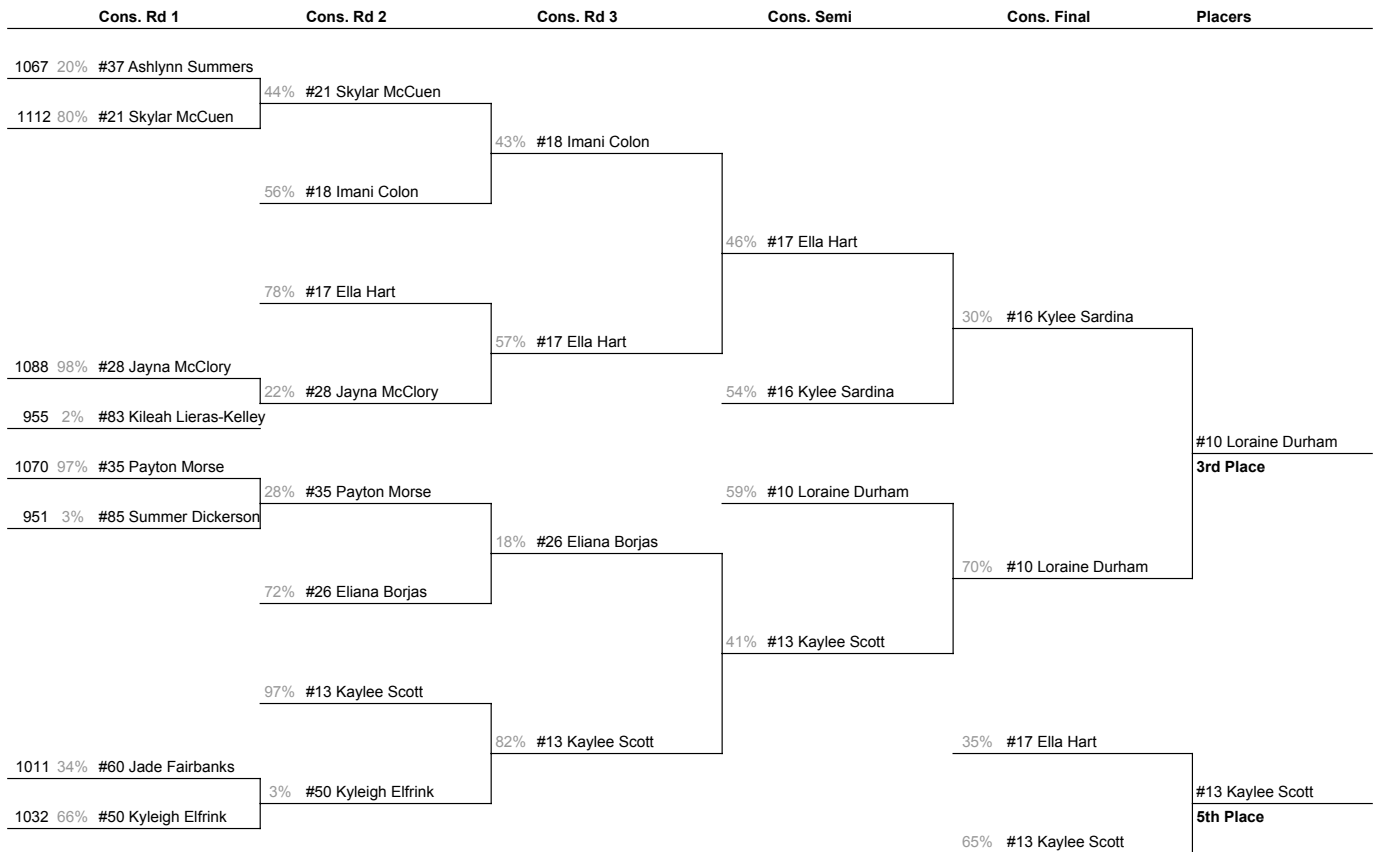 Cons. Rd 1 Cons. Rd 2 Cons. Rd 3 Cons. Semi Cons. Final Placers
1067 20% #37 Ashlynn Summers
44% #21 Skylar McCuen
1112 80% #21 Skylar McCuen
43% #18 Imani Colon
56% #18 Imani Colon
46% #17 Ella Hart
78% #17 Ella Hart
30% #16 Kylee Sardina
57% #17 Ella Hart
1088 98% #28 Jayna McClory
22% #28 Jayna McClory
54% #16 Kylee Sardina
955 2% #83 Kileah Lieras-Kelley
#10 Loraine Durham
1070 97% #35 Payton Morse
3rd Place
28% #35 Payton Morse
59% #10 Loraine Durham
951 3% #85 Summer Dickerson
18% #26 Eliana Borjas
70% #10 Loraine Durham
72% #26 Eliana Borjas
41% #13 Kaylee Scott
97% #13 Kaylee Scott
82% #13 Kaylee Scott
35% #17 Ella Hart
1011 34% #60 Jade Fairbanks
3% #50 Kyleigh Elfrink
#13 Kaylee Scott
1032 66% #50 Kyleigh Elfrink
5th Place
65% #13 Kaylee Scott